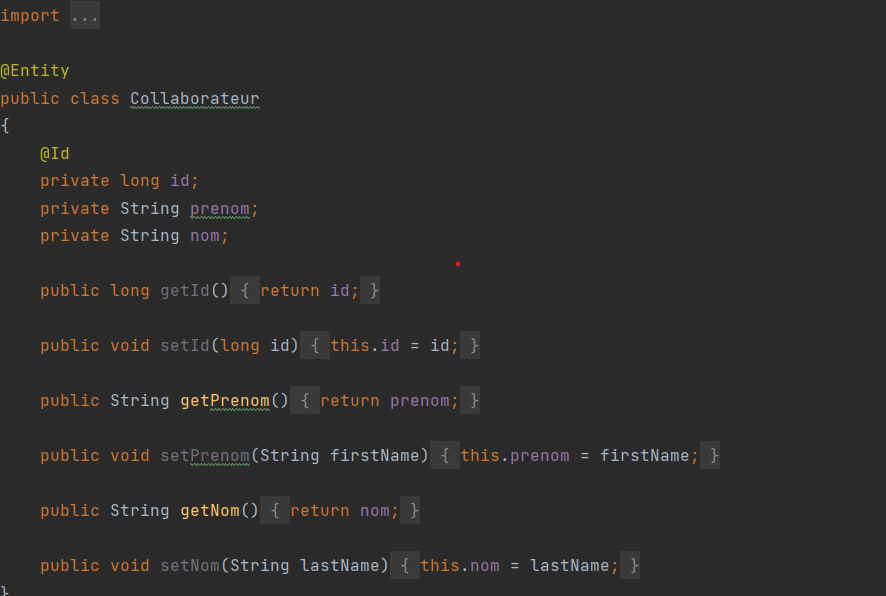 import ...
@Entity
public class Collaborateur
{
@Id
private long id;
private String prenom;
private String nom;
public long getId() { return id; }
public void setId(long id) { this.id = id; }
public String getPrenom() { return prenom; }
public void setPrenom(String firstName) { this.prenom = firstName; }
public String getNom() { return nom; }
public void setNom(String lastName) { this.nom = lastName; }
}